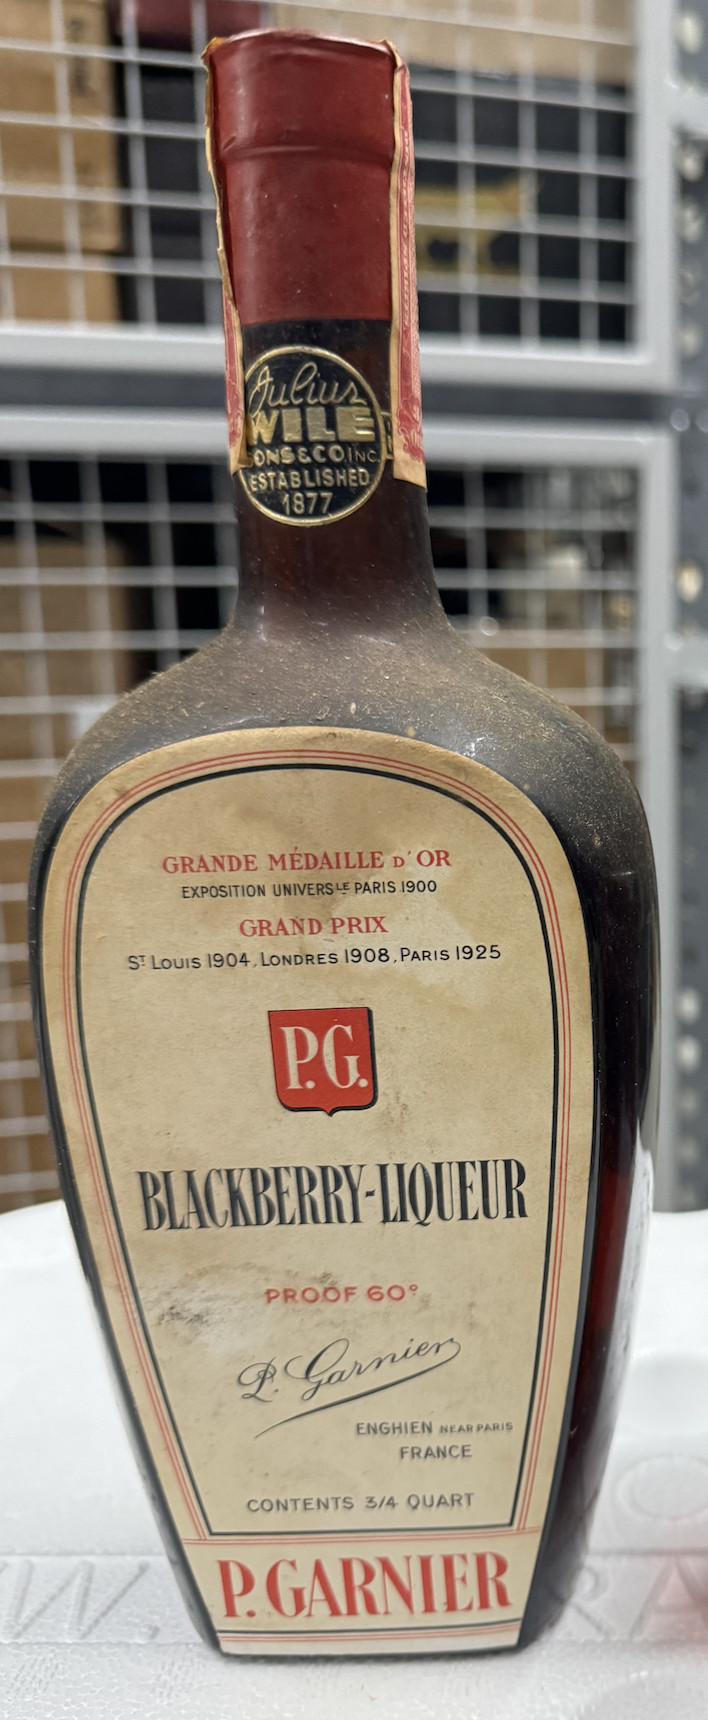 Julius
WILE
ONS & CO. INC.
ESTABLISHED
1877
GRANDE MÉDAILLE D'OR
EXPOSITION UNIVERSLE PARIS 1900
GRAND PRIX
ST LOUIS 1904, LONDRES 1908, PARIS 1925
P.G.
BLACKBERRY-LIQUEUR
PROOF 60°
P. Garnier
ENGHIEN NEAR PARIS
FRANCE
CONTENTS 3/4 QUART
P. GARNIER